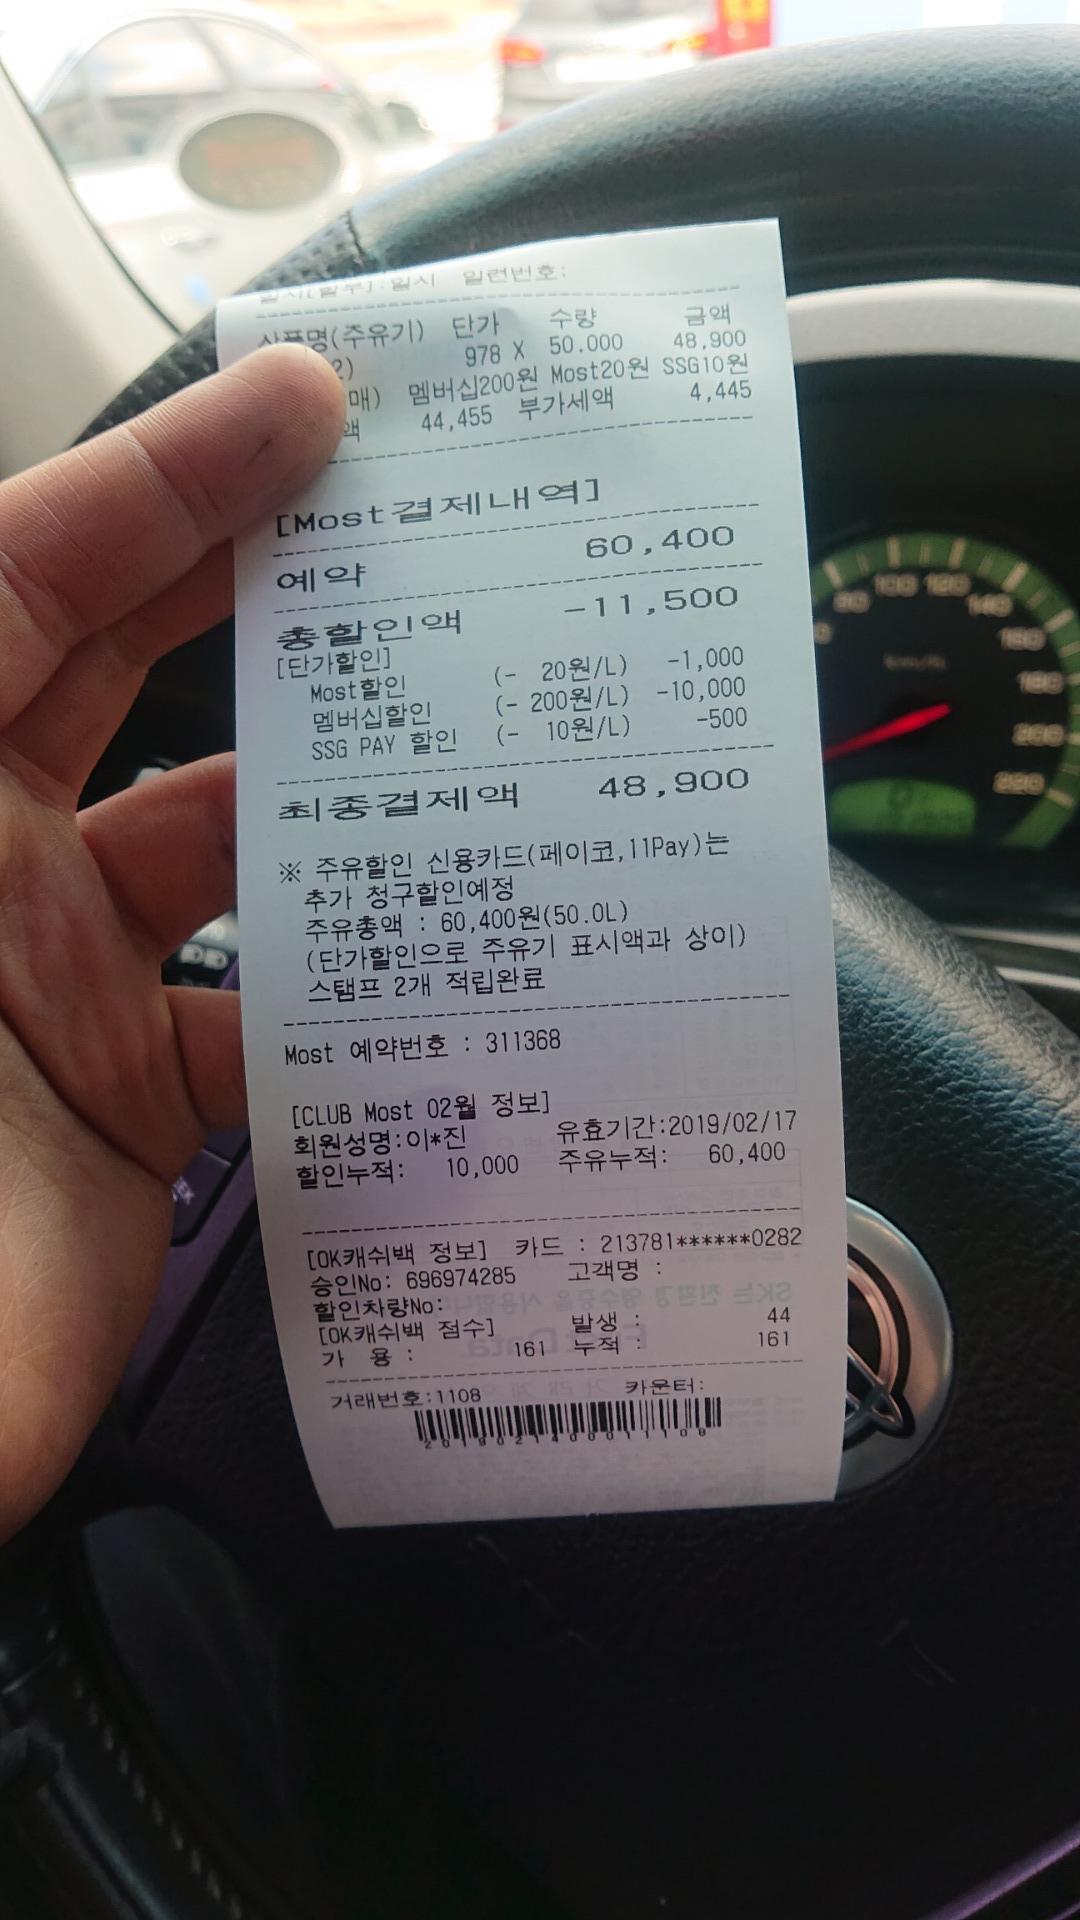 일련번호:
상품명(주유기) 단가 수량 금액
2) 978 X 50.000 48,900
매) 멤버십200원 Most20원 SSG10원
액 44,455 부가세액 4,445
[Most결제내역]
예약 60,400
총할인액 -11,500
[단가할인]
Most할인 (- 20원/L) -1,000
멤버십할인 (- 200원/L) -10,000
SSG PAY 할인 (- 10원/L) -500
최종결제액 48,900
※ 주유할인 신용카드(페이코,11Pay)는
추가 청구할인예정
주유총액 : 60,400원(50.0L)
(단가할인으로 주유기 표시액과 상이)
스탬프 2개 적립완료
Most 예약번호 : 311368
[CLUB Most 02월 정보]
회원성명:이*진 유효기간:2019/02/17
할인누적: 10,000 주유누적: 60,400
[OK캐쉬백 정보] 카드 : 213781******0282
승인No: 696974285 고객명 :
할인차량No:
[OK캐쉬백 점수] 발생 : 44
가 용 : 161 누적 : 161
거래번호:1108 카운터:
80 100 120 140 160 180 200 220
km/h